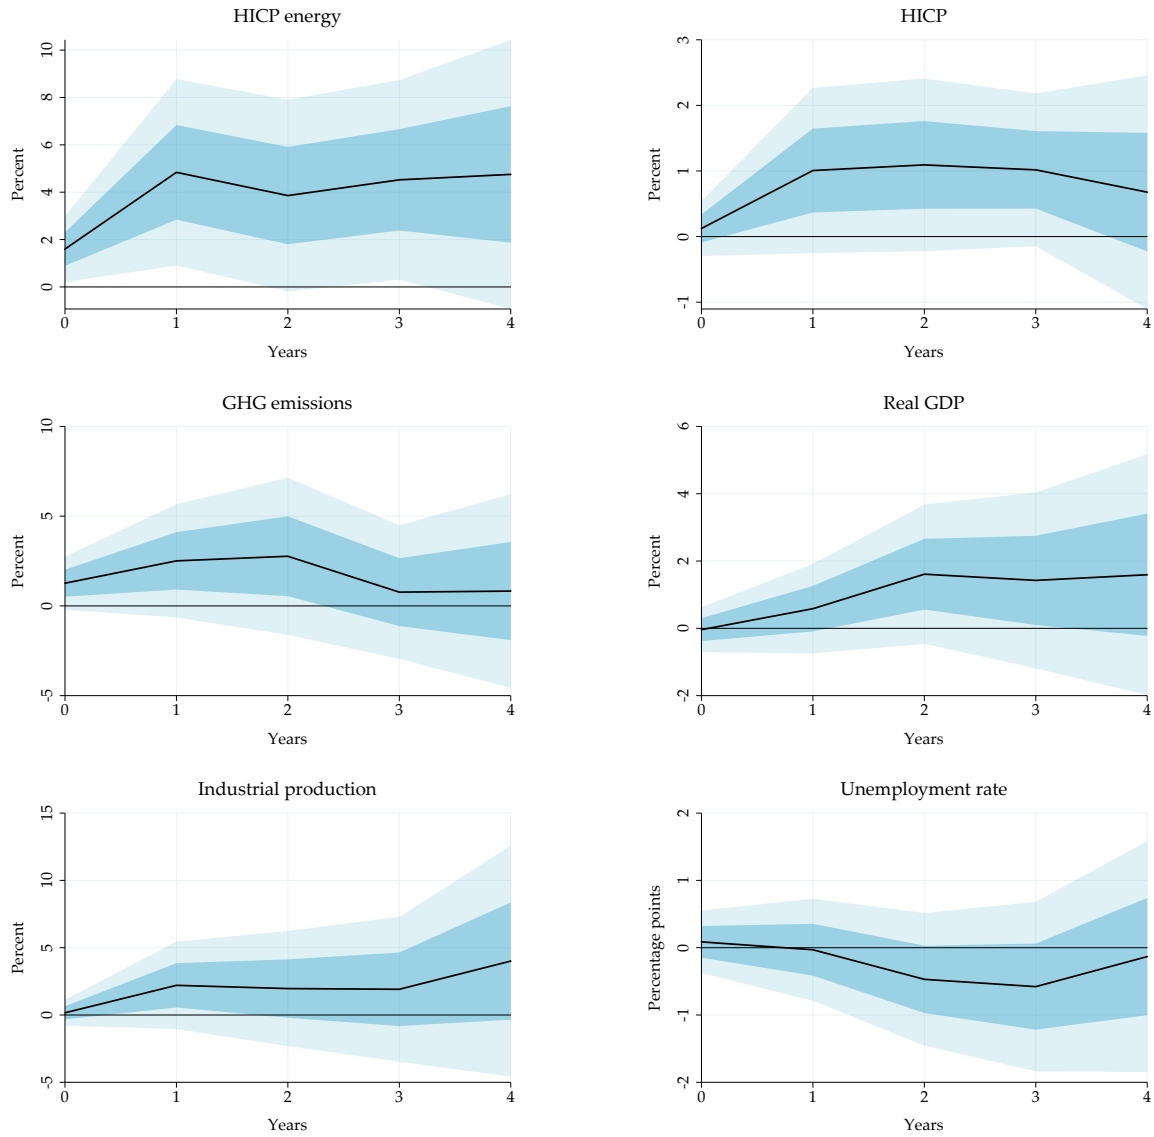 HICP energy
Percent
0 2 4 6 8 10
0 1 2 3 4
Years
HICP
Percent
-1 0 1 2 3
0 1 2 3 4
Years
GHG emissions
Percent
-5 0 5 10
0 1 2 3 4
Years
Real GDP
Percent
-2 0 2 4 6
0 1 2 3 4
Years
Industrial production
Percent
-5 0 5 10 15
0 1 2 3 4
Years
Unemployment rate
Percentage points
-2 -1 0 1 2
0 1 2 3 4
Years